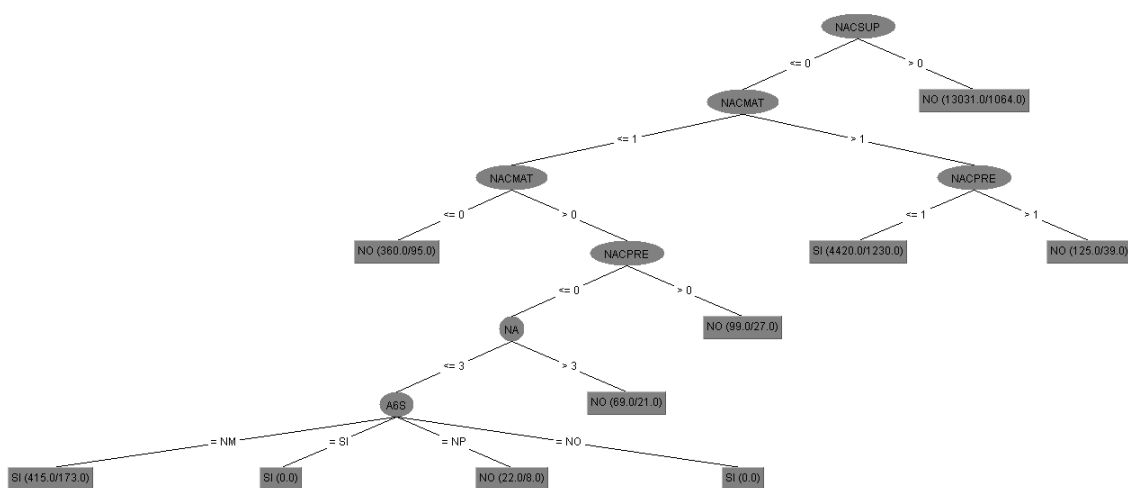 NACSUP
<= 0
> 0
NACMAT
NO (13031.0/1064.0)
<= 1
> 1
NACMAT
NACPRE
<= 0
> 0
<= 1
> 1
NO (360.0/95.0)
NACPRE
SI (4420.0/1230.0)
NO (125.0/39.0)
<= 0
> 0
NA
NO (99.0/27.0)
<= 3
> 3
A6S
NO (69.0/21.0)
= NM
= SI
= NP
= NO
SI (415.0/173.0)
SI (0.0)
NO (22.0/8.0)
SI (0.0)